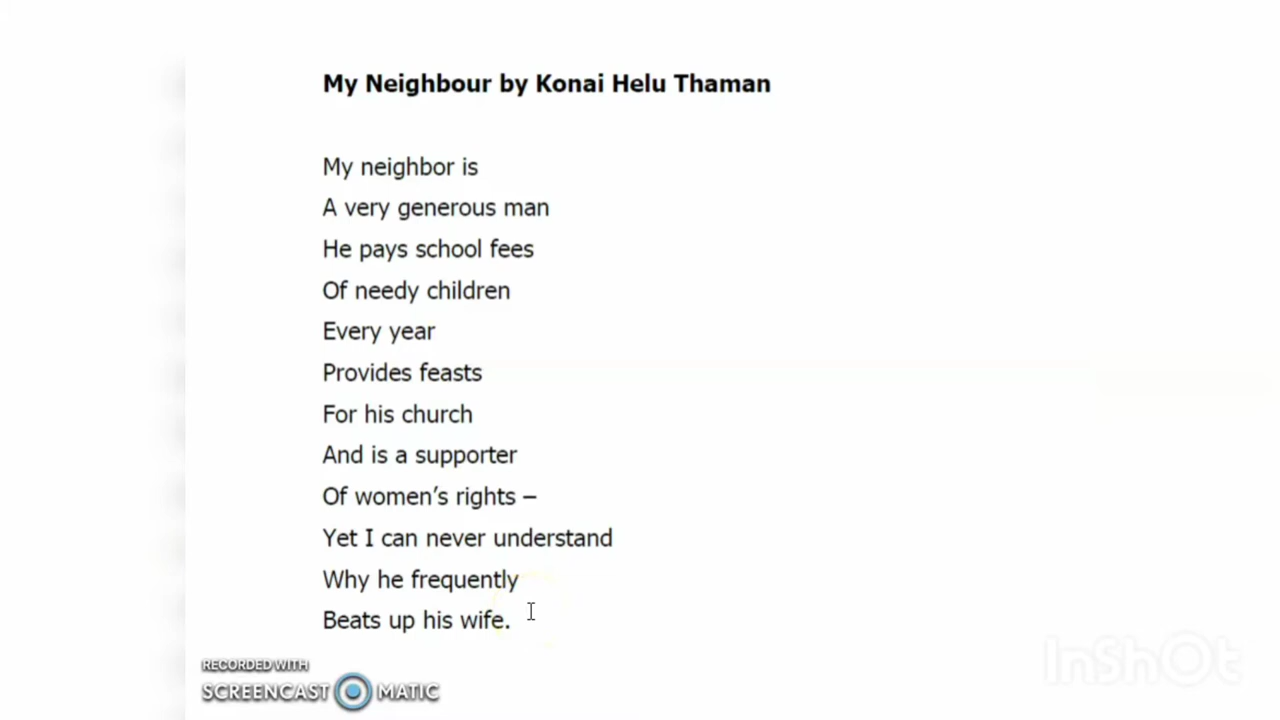 My Neighbour by Konai Helu Thaman
My neighbor is
A very generous man
He pays school fees
Of needy children
Every year
Provides feasts
For his church
And is a supporter
Of women's rights –
Yet I can never understand
Why he frequently
Beats up his wife.
RECORDED WITH
SCREENCAST MATIC
InShOt